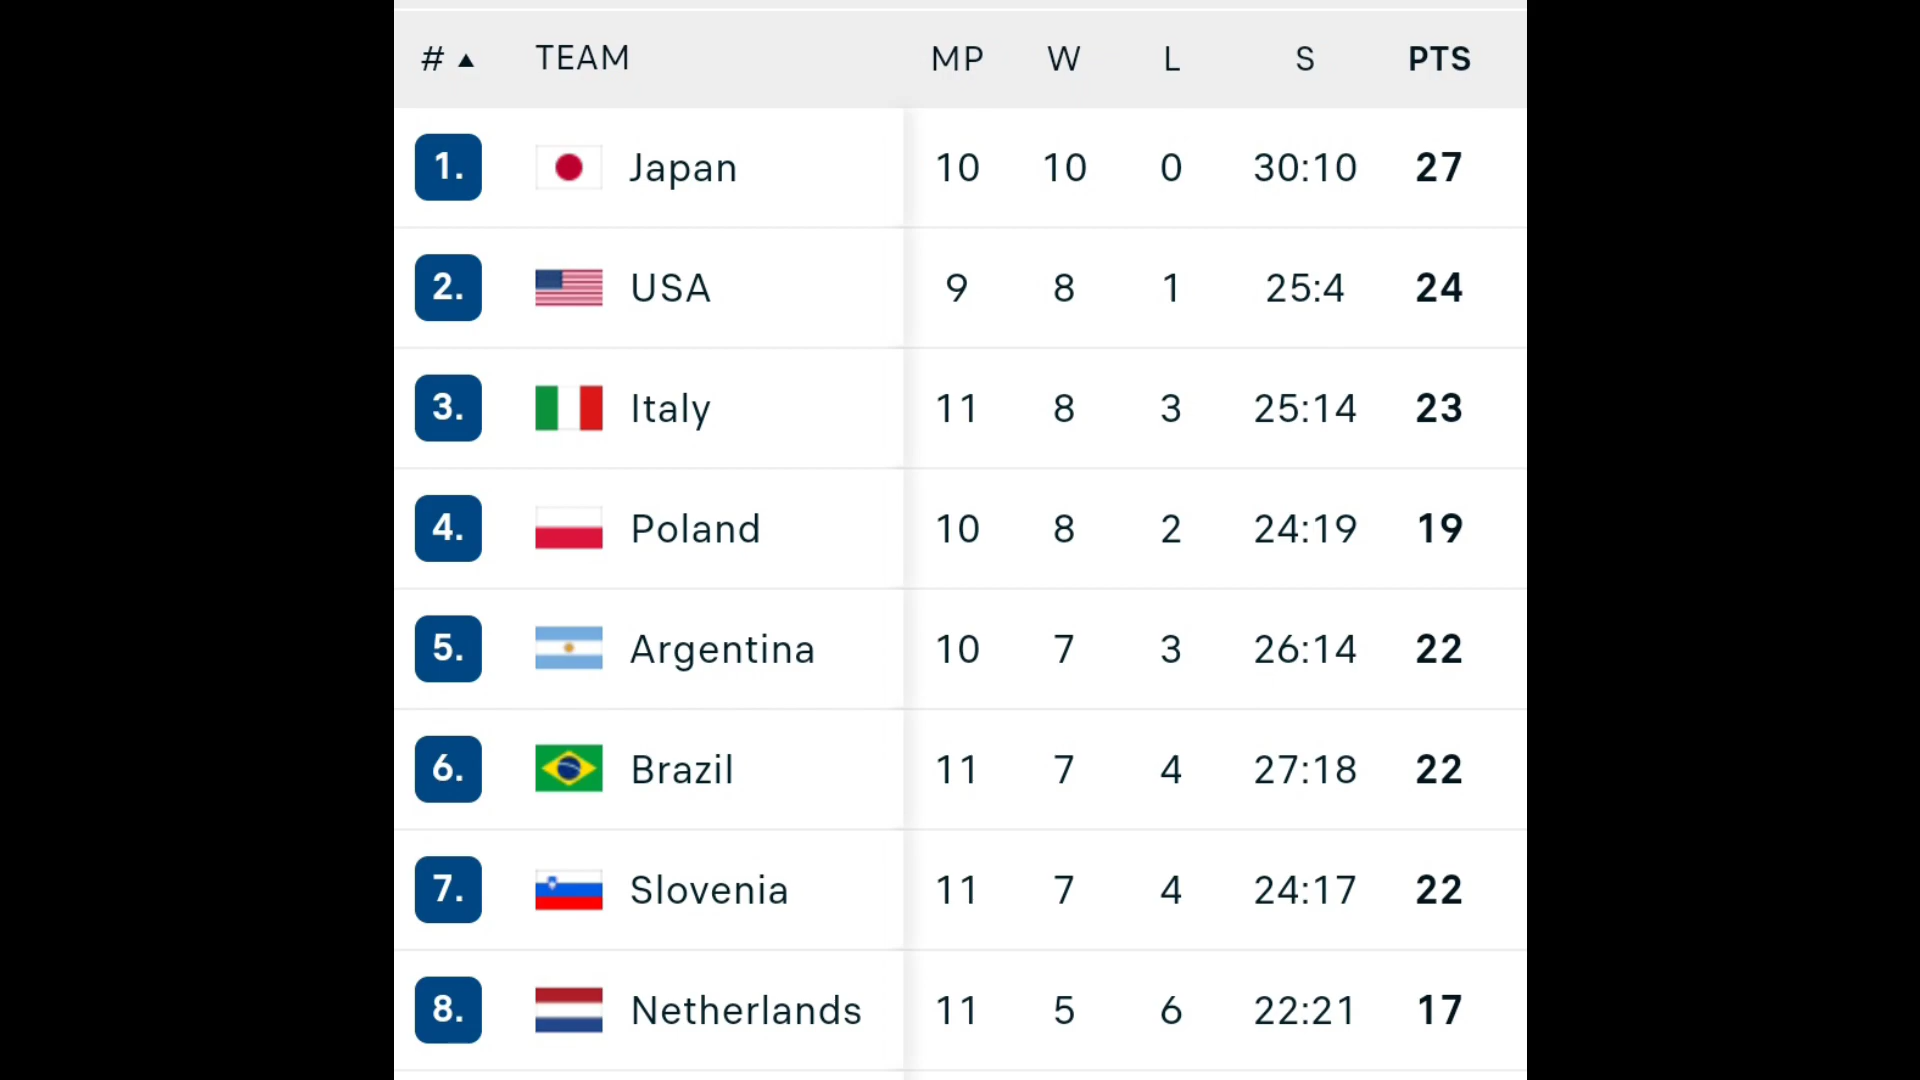 # ▲ TEAM MP W L S PTS
1. Japan 10 10 0 30:10 27
2. USA 9 8 1 25:4 24
3. Italy 11 8 3 25:14 23
4. Poland 10 8 2 24:19 19
5. Argentina 10 7 3 26:14 22
6. Brazil 11 7 4 27:18 22
7. Slovenia 11 7 4 24:17 22
8. Netherlands 11 5 6 22:21 17